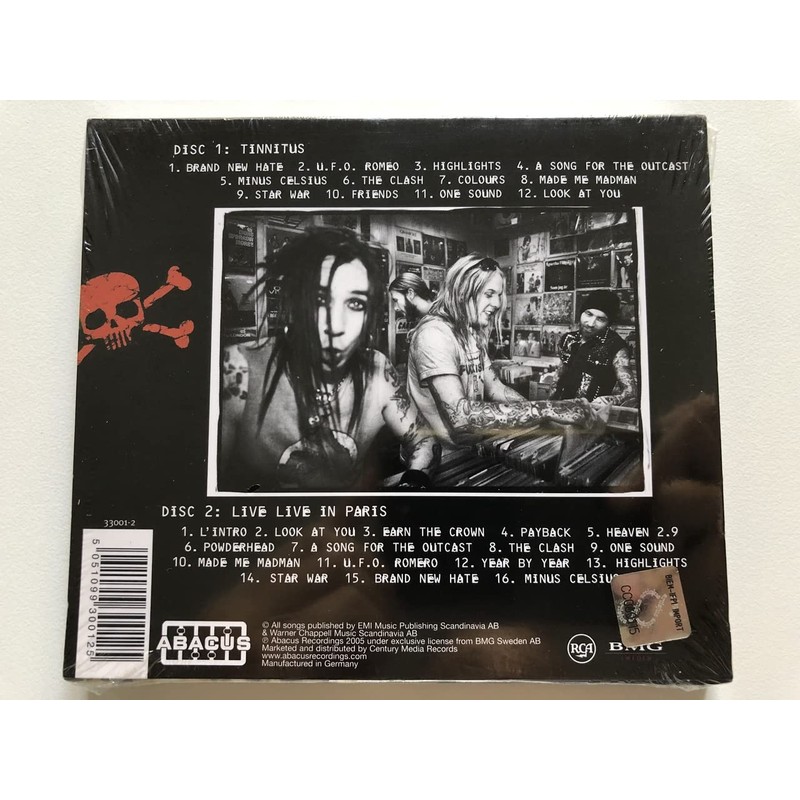 DISC 1: TINNITUS
1. BRAND NEW HATE 2. U.F.O. ROMEO 3. HIGHLIGHTS 4. A SONG FOR THE OUTCAST
5. MINUS CELSIUS 6. THE CLASH 7. COLOURS 8. MADE ME MADMAN
9. STAR WAR 10. FRIENDS 11. ONE SOUND 12. LOOK AT YOU
DISC 2: LIVE LIVE IN PARIS
1. L'INTRO 2. LOOK AT YOU 3. EARN THE CROWN 4. PAYBACK 5. HEAVEN 2.9
6. POWDERHEAD 7. A SONG FOR THE OUTCAST 8. THE CLASH 9. ONE SOUND
10. MADE ME MADMAN 11. U.F.O. ROMERO 12. YEAR BY YEAR 13. HIGHLIGHTS
14. STAR WAR 15. BRAND NEW HATE 16. MINUS CELSIUS
33001-2
5 051099 300125
ABACUS
© All songs published by EMI Music Publishing Scandinavia AB
& Warner Chappell Music Scandinavia AB
℗ Abacus Recordings 2005 under exclusive license from BMG Sweden AB
Marketed and distributed by Century Media Records
www.abacusrecordings.com
Manufactured in Germany
RCA
BMG